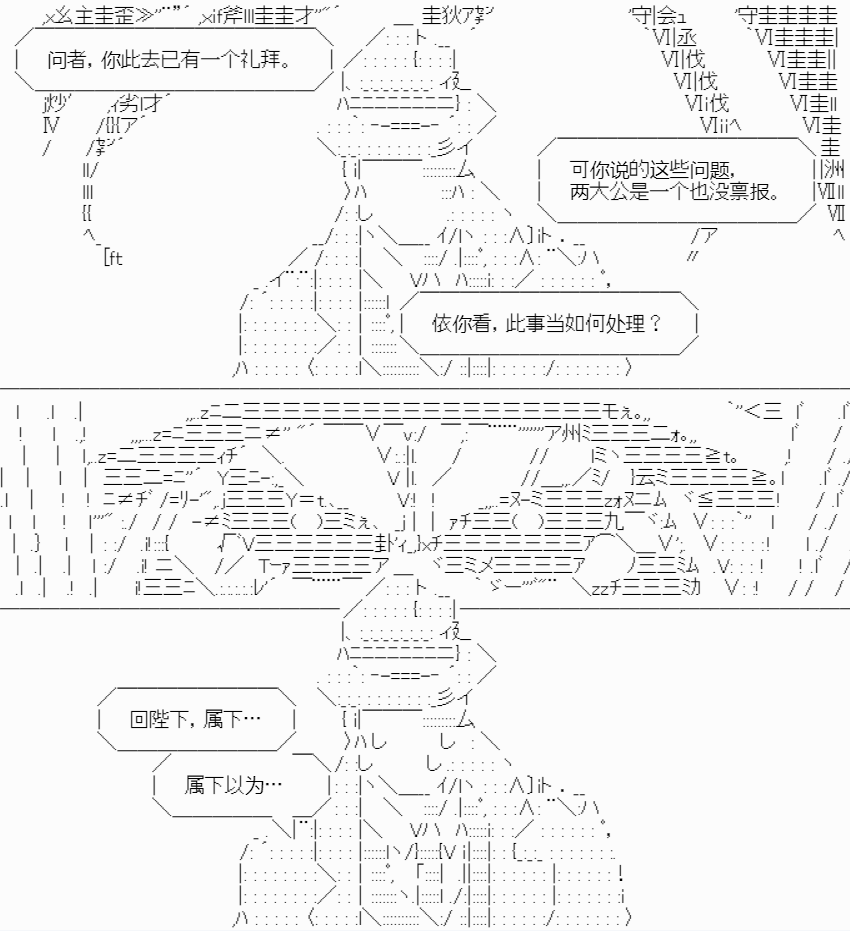 问者，你此去已有一个礼拜。
可你说的这些问题，
两大公是一个也没禀报。
依你看，此事当如何处理？
回陛下，属下…
属下以为…